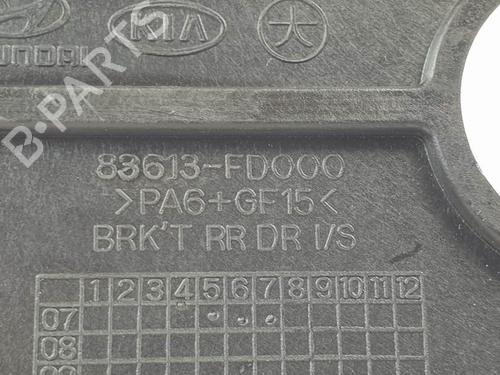 HYUNDAI KIA 大
B-PARTS
83613-FD000
>PA6+GF15<
BRK'T RR DR I/S
1 2 3 4 5 6 7 8 9 10 11 12
07
08